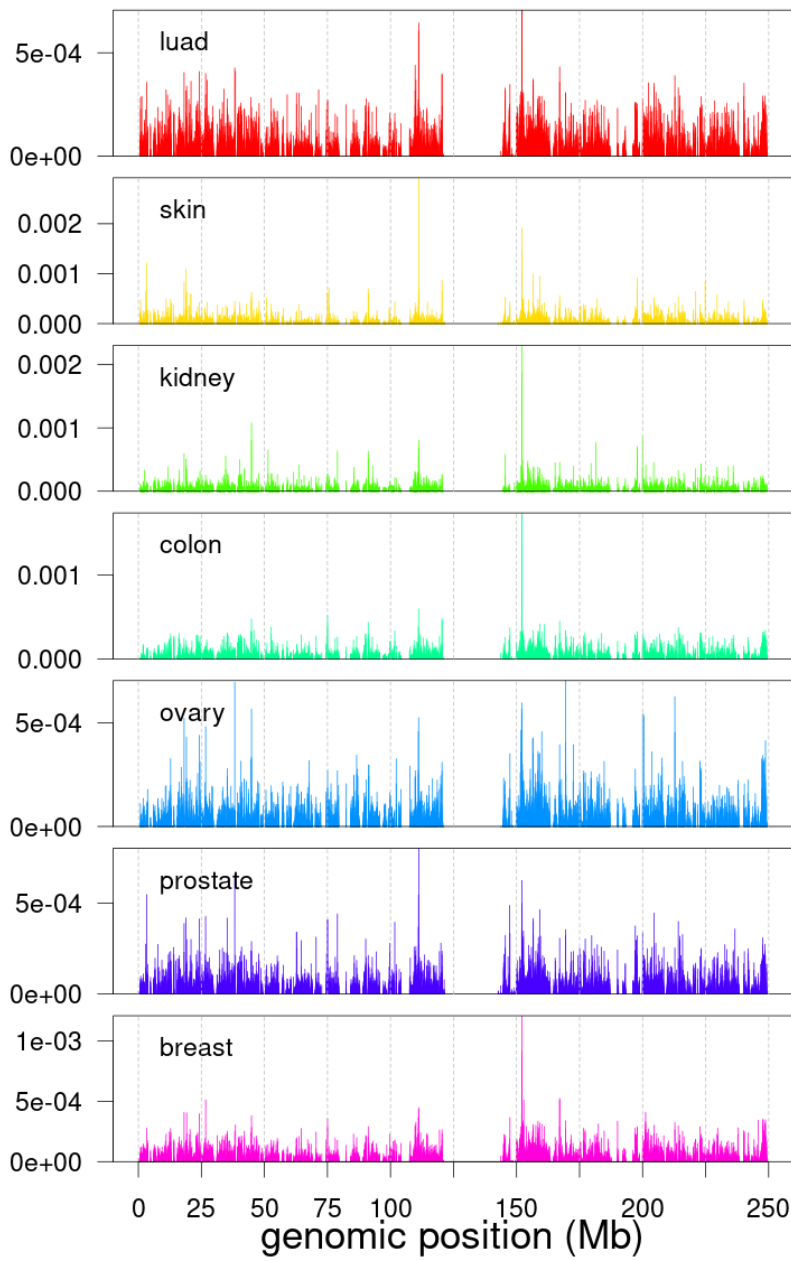 luad
5e-04
0e+00
skin
0.002
0.001
0.000
kidney
0.002
0.001
0.000
colon
0.001
0.000
ovary
5e-04
0e+00
prostate
5e-04
0e+00
breast
1e-03
5e-04
0e+00
0 25 50 75 100 150 200 250
genomic position (Mb)